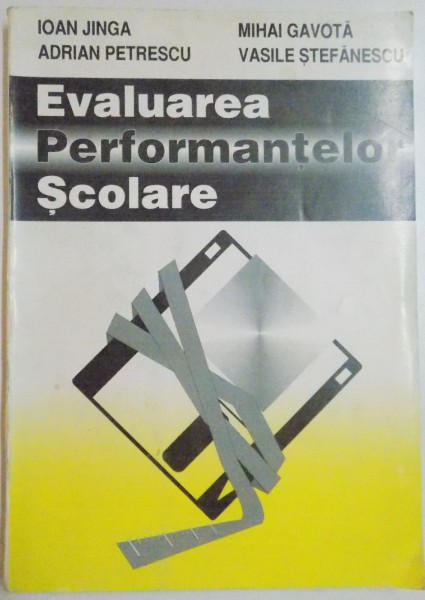 IOAN JINGA MIHAI GAVOTĂ
ADRIAN PETRESCU VASILE ȘTEFĂNESCU
Evaluarea
Performanțelor
Școlare